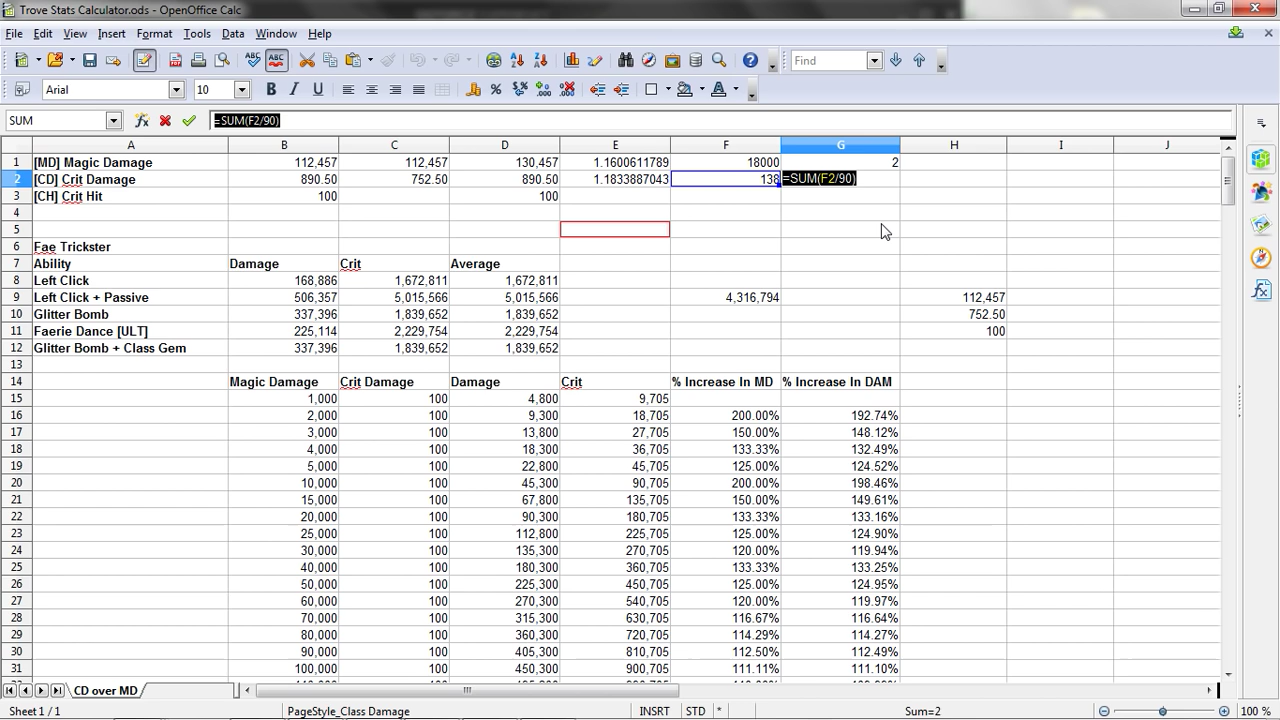 Trove Stats Calculator.ods - OpenOffice Calc
File Edit View Insert Format Tools Data Window Help
Find
Arial 10
SUM =SUM(F2/90)
A B C D E F G H I J
1 [MD] Magic Damage 112,457 112,457 130,457 1.1600611789 18000 2
2 [CD] Crit Damage 890.50 752.50 890.50 1.1833887043 138 =SUM(F2/90)
3 [CH] Crit Hit 100 100
4
5
6 Fae Trickster
7 Ability Damage Crit Average
8 Left Click 168,886 1,672,811 1,672,811
9 Left Click + Passive 506,357 5,015,566 5,015,566 4,316,794 112,457
10 Glitter Bomb 337,396 1,839,652 1,839,652 752.50
11 Faerie Dance [ULT] 225,114 2,229,754 2,229,754 100
12 Glitter Bomb + Class Gem 337,396 1,839,652 1,839,652
13
14 Magic Damage Crit Damage Damage Crit % Increase In MD % Increase In DAM
15 1,000 100 4,800 9,705
16 2,000 100 9,300 18,705 200.00% 192.74%
17 3,000 100 13,800 27,705 150.00% 148.12%
18 4,000 100 18,300 36,705 133.33% 132.49%
19 5,000 100 22,800 45,705 125.00% 124.52%
20 10,000 100 45,300 90,705 200.00% 198.46%
21 15,000 100 67,800 135,705 150.00% 149.61%
22 20,000 100 90,300 180,705 133.33% 133.16%
23 25,000 100 112,800 225,705 125.00% 124.90%
24 30,000 100 135,300 270,705 120.00% 119.94%
25 40,000 100 180,300 360,705 133.33% 133.25%
26 50,000 100 225,300 450,705 125.00% 124.95%
27 60,000 100 270,300 540,705 120.00% 119.97%
28 70,000 100 315,300 630,705 116.67% 116.64%
29 80,000 100 360,300 720,705 114.29% 114.27%
30 90,000 100 405,300 810,705 112.50% 112.49%
31 100,000 100 450,300 900,705 111.11% 111.10%
CD over MD
Sheet 1 / 1 PageStyle_Class Damage INSRT STD * Sum=2 100 %